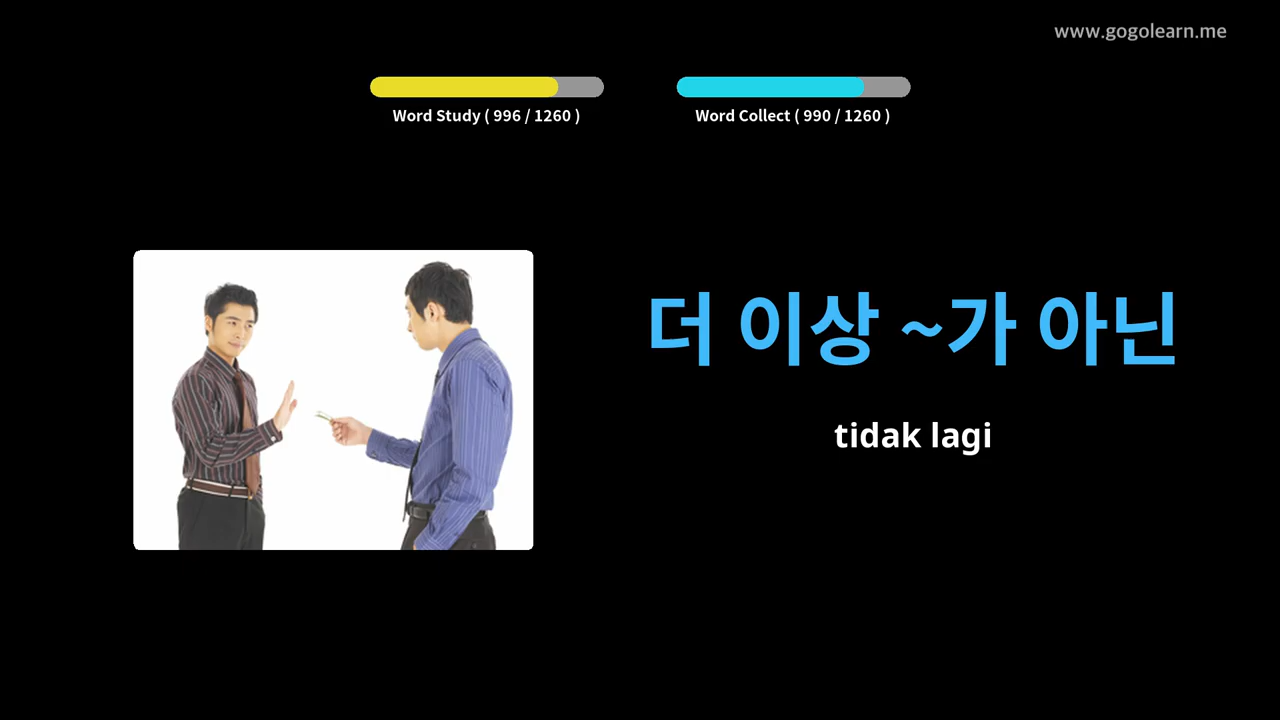 www.gogolearn.me
Word Study ( 996 / 1260 )
Word Collect ( 990 / 1260 )
더 이상 ~가 아닌
tidak lagi